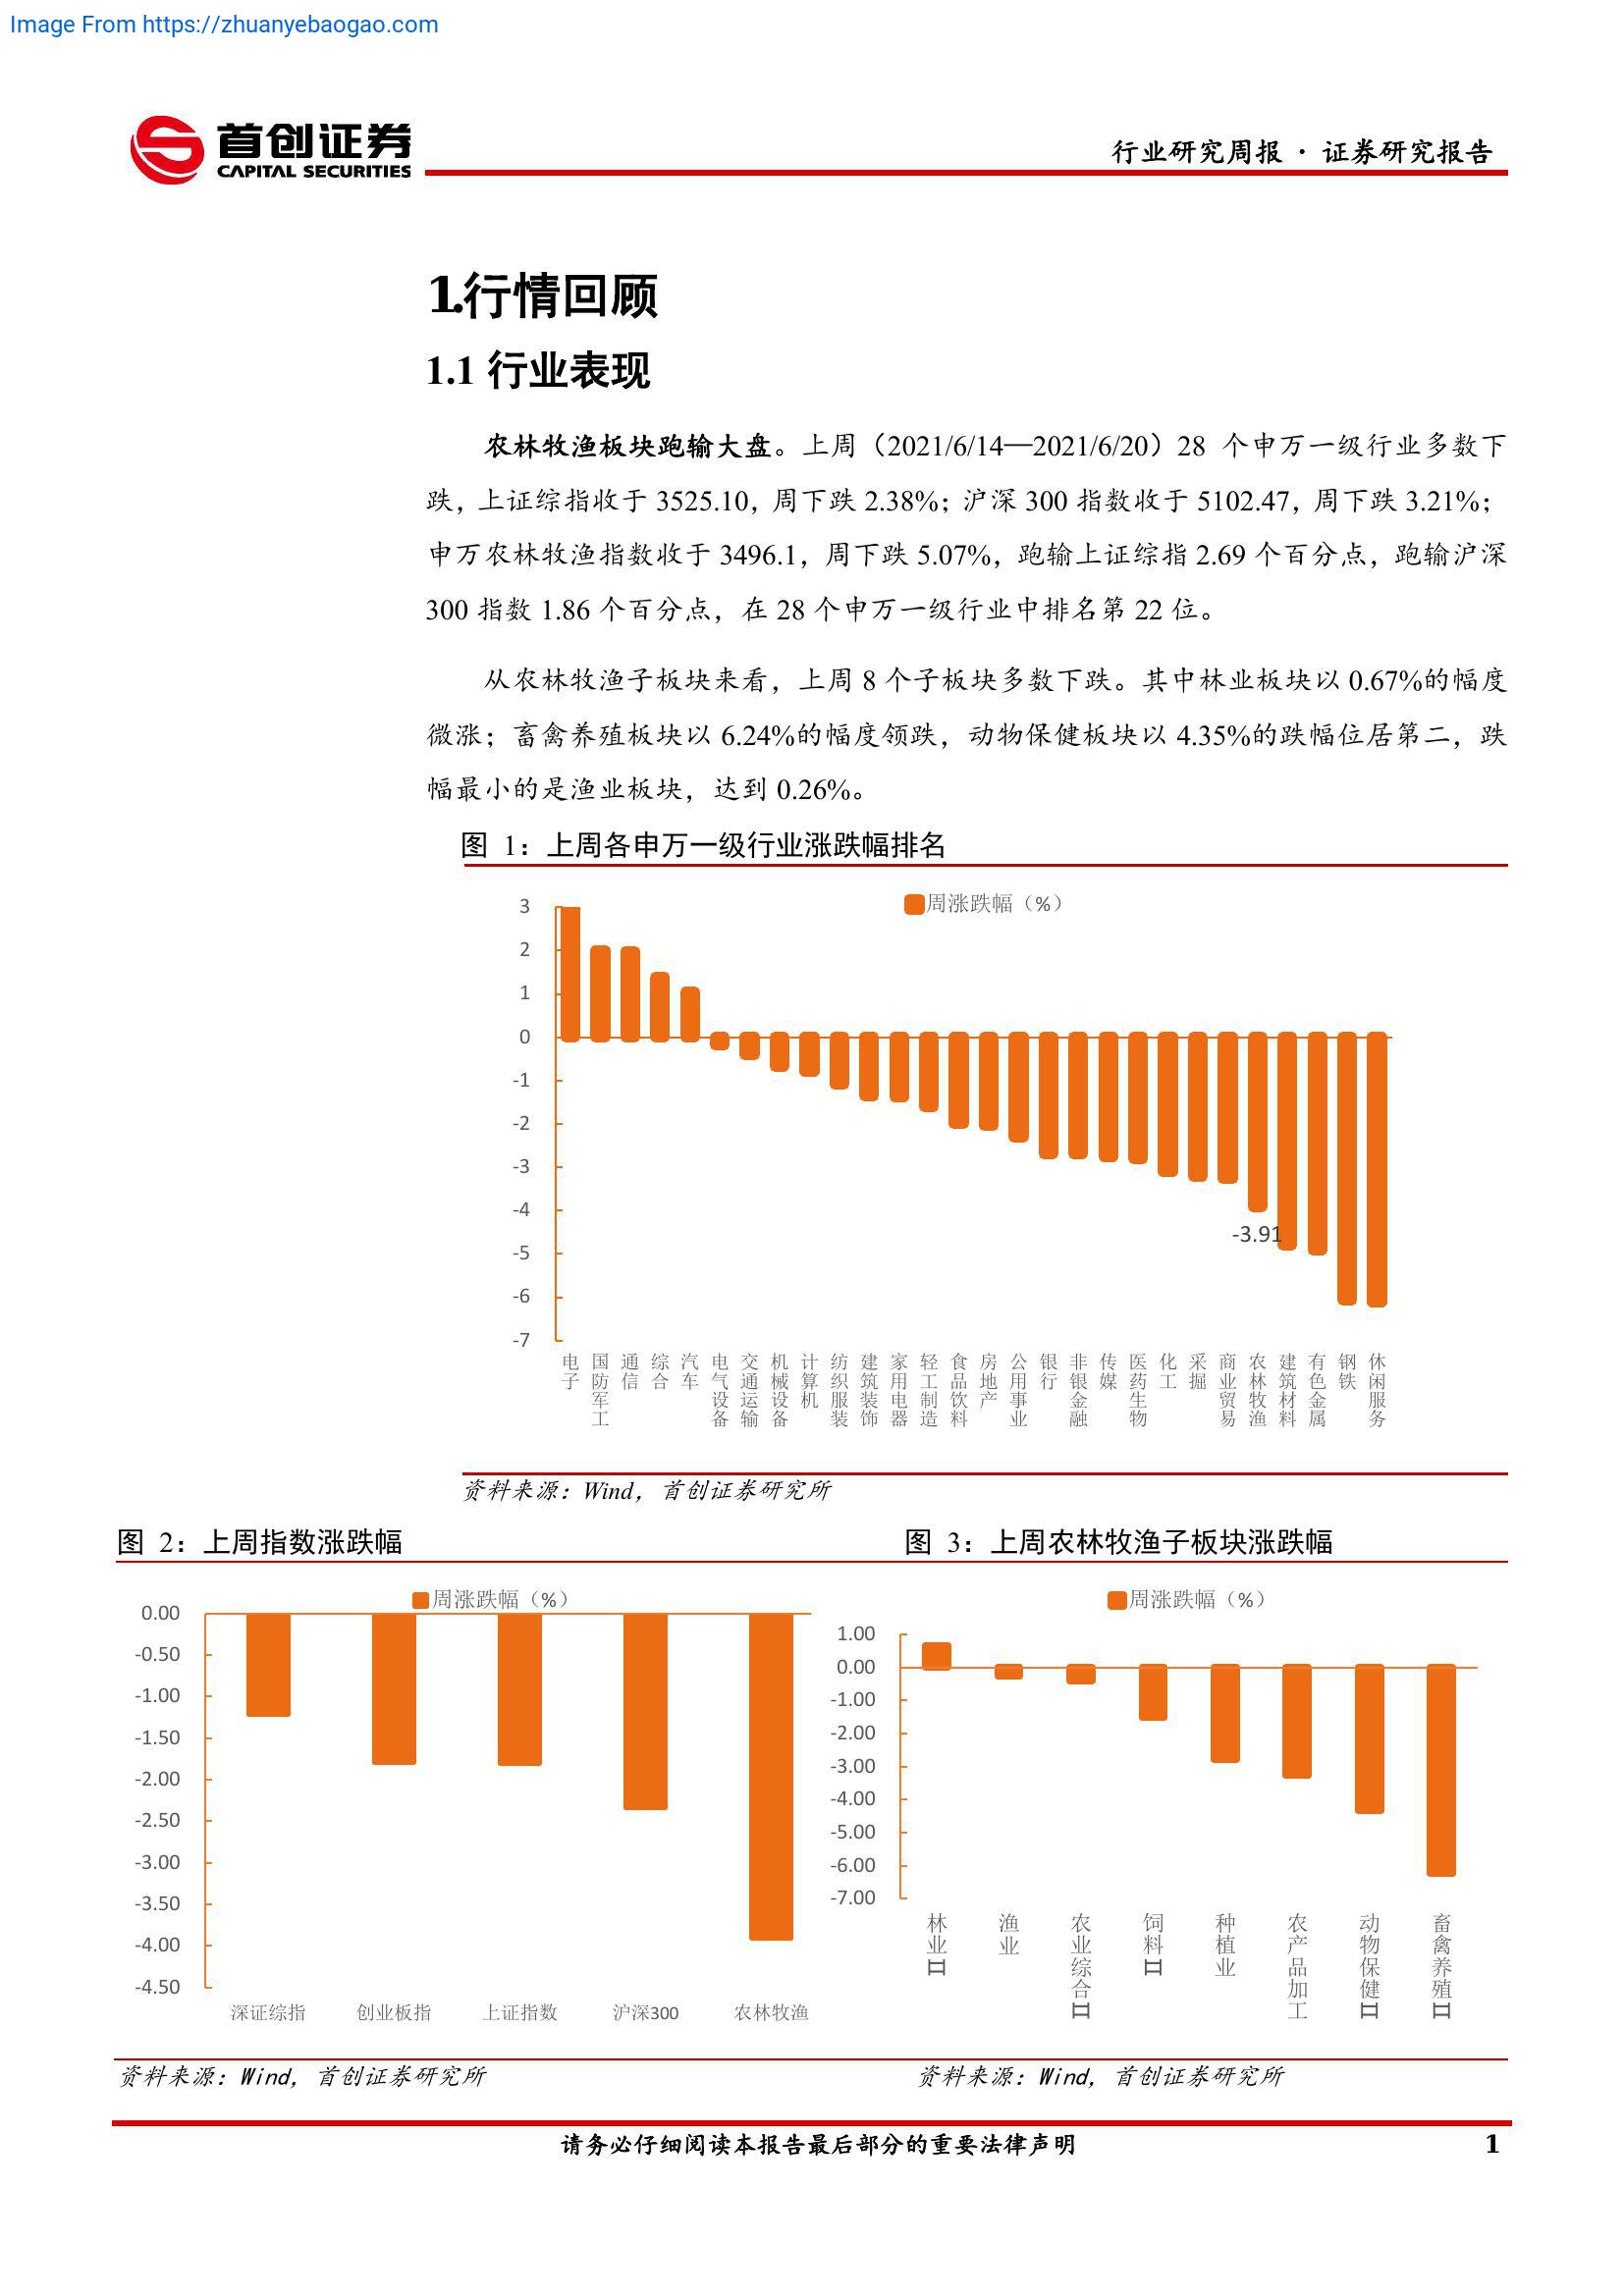 Image From https://zhuanyebaogao.com
首创证券
CAPITAL SECURITIES
行业研究周报 · 证券研究报告
1.行情回顾
1.1 行业表现
农林牧渔板块跑输大盘。上周（2021/6/14—2021/6/20）28 个申万一级行业多数下
跌，上证综指收于 3525.10，周下跌 2.38%；沪深 300 指数收于 5102.47，周下跌 3.21%；
申万农林牧渔指数收于 3496.1，周下跌 5.07%，跑输上证综指 2.69 个百分点，跑输沪深
300 指数 1.86 个百分点，在 28 个申万一级行业中排名第 22 位。
从农林牧渔子板块来看，上周 8 个子板块多数下跌。其中林业板块以 0.67%的幅度
微涨；畜禽养殖板块以 6.24%的幅度领跌，动物保健板块以 4.35%的跌幅位居第二，跌
幅最小的是渔业板块，达到 0.26%。
图 1：上周各申万一级行业涨跌幅排名
周涨跌幅（%）
3
2
1
0
-1
-2
-3
-4
-5
-6
-7
-3.91
电子
国防军工
通信
综合
汽车
电气设备
交通运输
机械设备
计算机
纺织服装
建筑装饰
家用电器
轻工制造
食品饮料
房地产
公用事业
银行
非银金融
传媒
医药生物
化工
采掘
商业贸易
农林牧渔
建筑材料
有色金属
钢铁
休闲服务
资料来源：Wind，首创证券研究所
图 2：上周指数涨跌幅
周涨跌幅（%）
0.00
-0.50
-1.00
-1.50
-2.00
-2.50
-3.00
-3.50
-4.00
-4.50
深证综指
创业板指
上证指数
沪深300
农林牧渔
资料来源：Wind，首创证券研究所
图 3：上周农林牧渔子板块涨跌幅
周涨跌幅（%）
1.00
0.00
-1.00
-2.00
-3.00
-4.00
-5.00
-6.00
-7.00
林业Ⅱ
渔业
农业综合Ⅱ
饲料Ⅱ
种植业
农产品加工
动物保健Ⅱ
畜禽养殖Ⅱ
资料来源：Wind，首创证券研究所
请务必仔细阅读本报告最后部分的重要法律声明
1